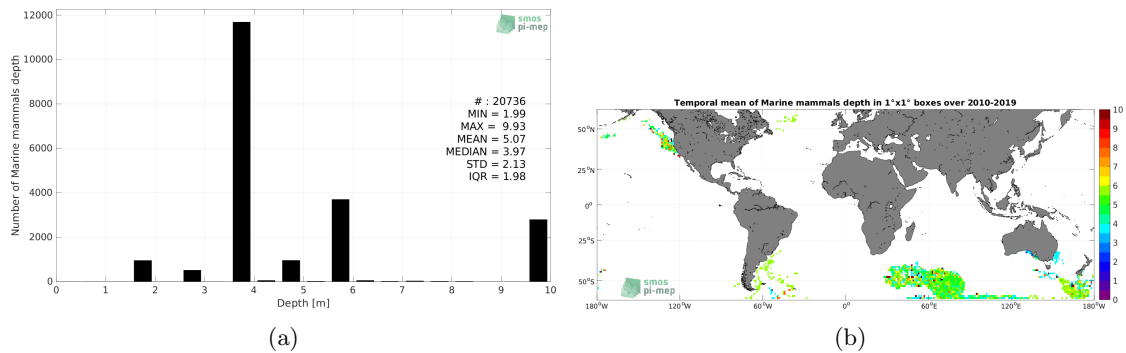 12000
10000
8000
6000
4000
2000
0
Number of Marine mammals depth
smos
pi-mep
# : 20736
MIN = 1.99
MAX = 9.93
MEAN = 5.07
MEDIAN = 3.97
STD = 2.13
IQR = 1.98
0 1 2 3 4 5 6 7 8 9 10
Depth [m]
(a)
Temporal mean of Marine mammals depth in 1°x1° boxes over 2010-2019
50°N
25°N
0°
25°S
50°S
180°W 120°W 60°W 0° 60°E 120°E 180°W
smos
pi-mep
10
9
8
7
6
5
4
3
2
1
0
(b)